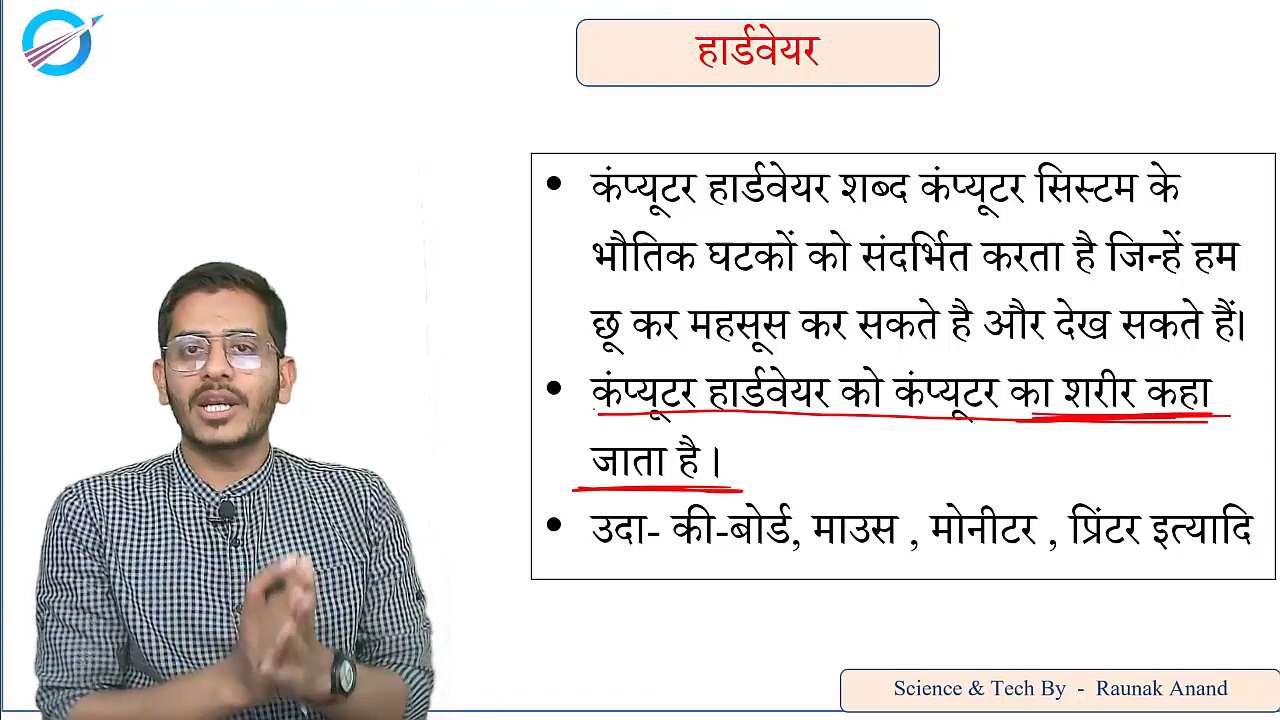 हार्डवेयर
• कंप्यूटर हार्डवेयर शब्द कंप्यूटर सिस्टम के
भौतिक घटकों को संदर्भित करता है जिन्हें हम
छू कर महसूस कर सकते है और देख सकते हैं।
• कंप्यूटर हार्डवेयर को कंप्यूटर का शरीर कहा
जाता है ।
• उदा- की-बोर्ड, माउस , मोनीटर , प्रिंटर इत्यादि
Science & Tech By - Raunak Anand